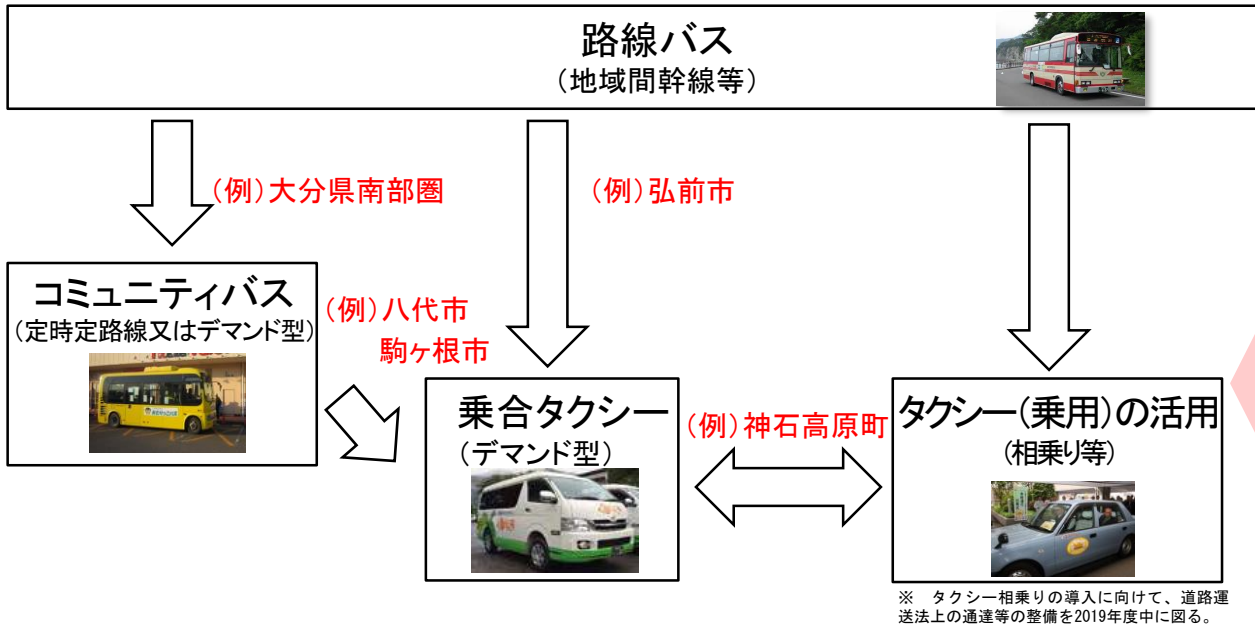 路線バス
（地域間幹線等）
（例）大分県南部圏
（例）弘前市
コミュニティバス
（定時定路線又はデマンド型）
（例）八代市
駒ヶ根市
乗合タクシー
（デマンド型）
（例）神石高原町
タクシー（乗用）の活用
（相乗り等）
※　タクシー相乗りの導入に向けて、道路運
送法上の通達等の整備を2019年度中に図る。